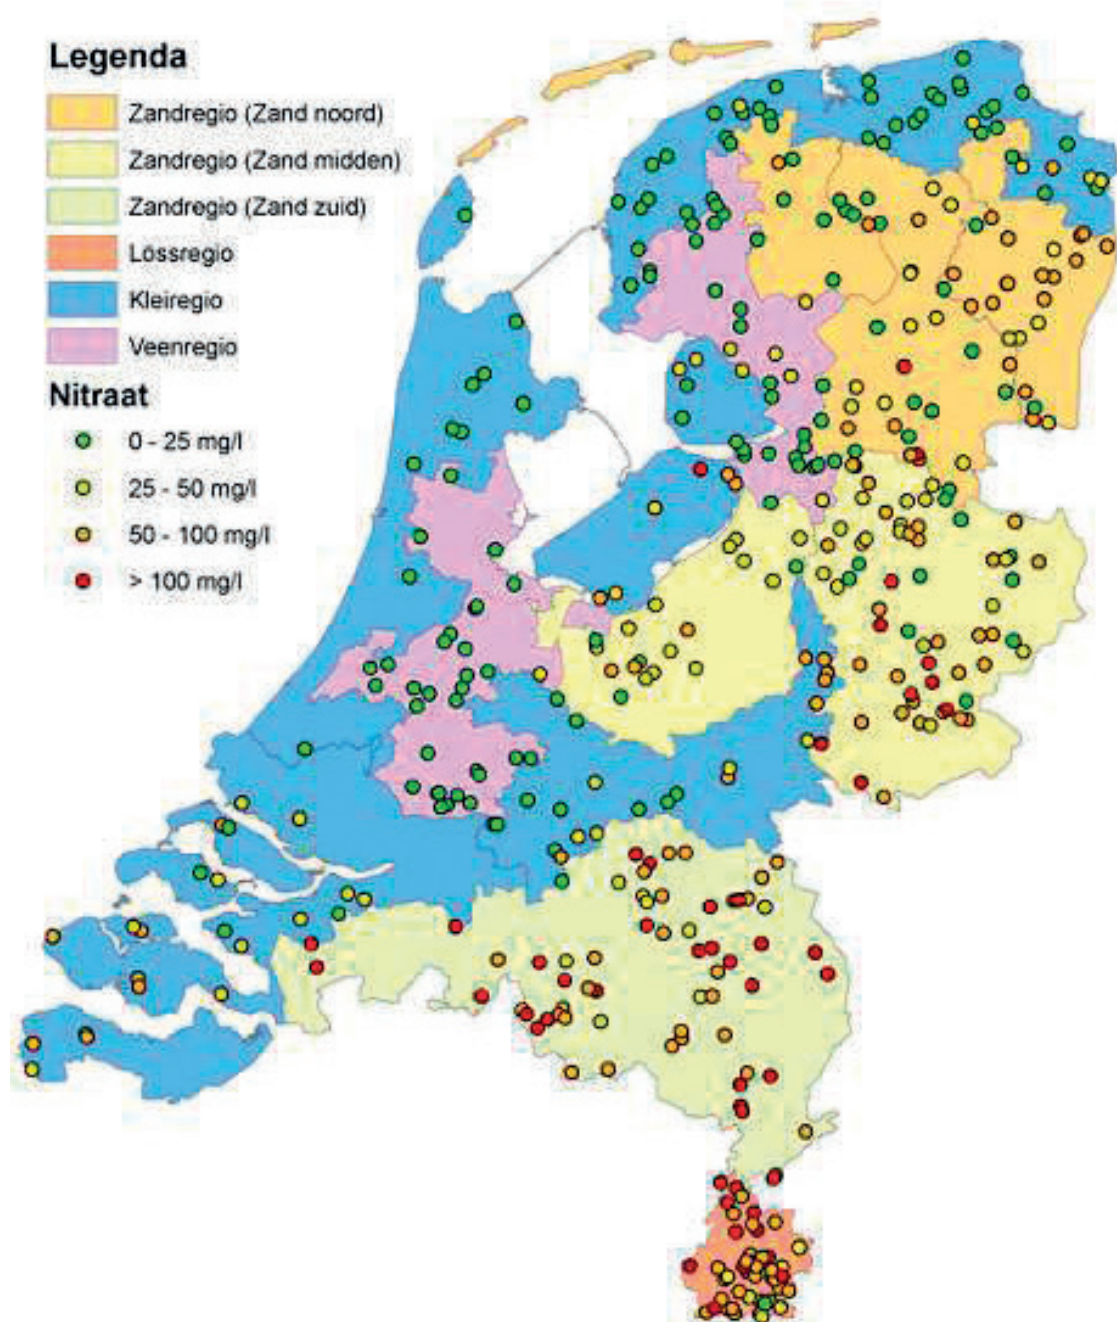 Legenda
Zandregio (Zand noord)
Zandregio (Zand midden)
Zandregio (Zand zuid)
Lössregio
Kleiregio
Veenregio
Nitraat
0 - 25 mg/l
25 - 50 mg/l
50 - 100 mg/l
> 100 mg/l